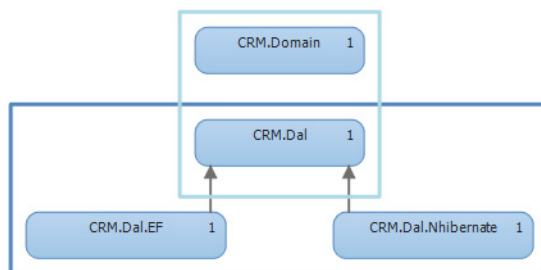 CRM.Domain 1
CRM.Dal 1
CRM.Dal.EF 1 CRM.Dal.Nhibernate 1